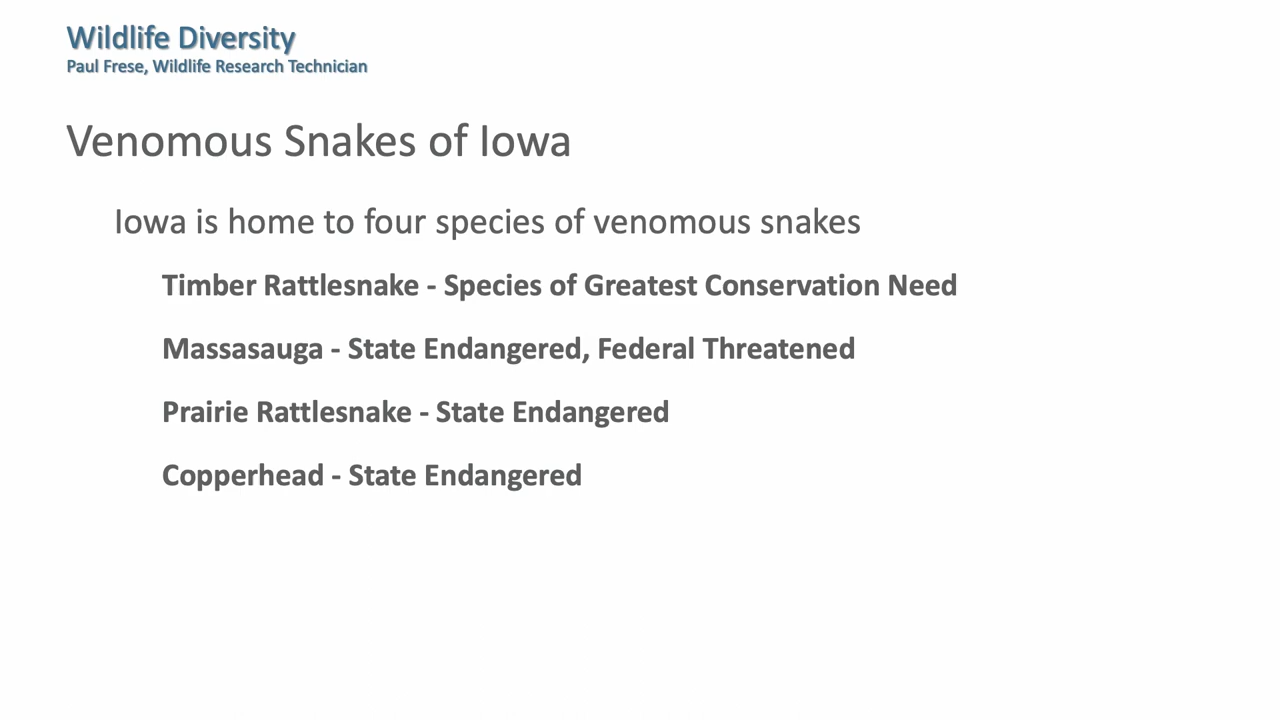 Wildlife Diversity
Paul Frese, Wildlife Research Technician
Venomous Snakes of Iowa
Iowa is home to four species of venomous snakes
Timber Rattlesnake - Species of Greatest Conservation Need
Massasauga - State Endangered, Federal Threatened
Prairie Rattlesnake - State Endangered
Copperhead - State Endangered